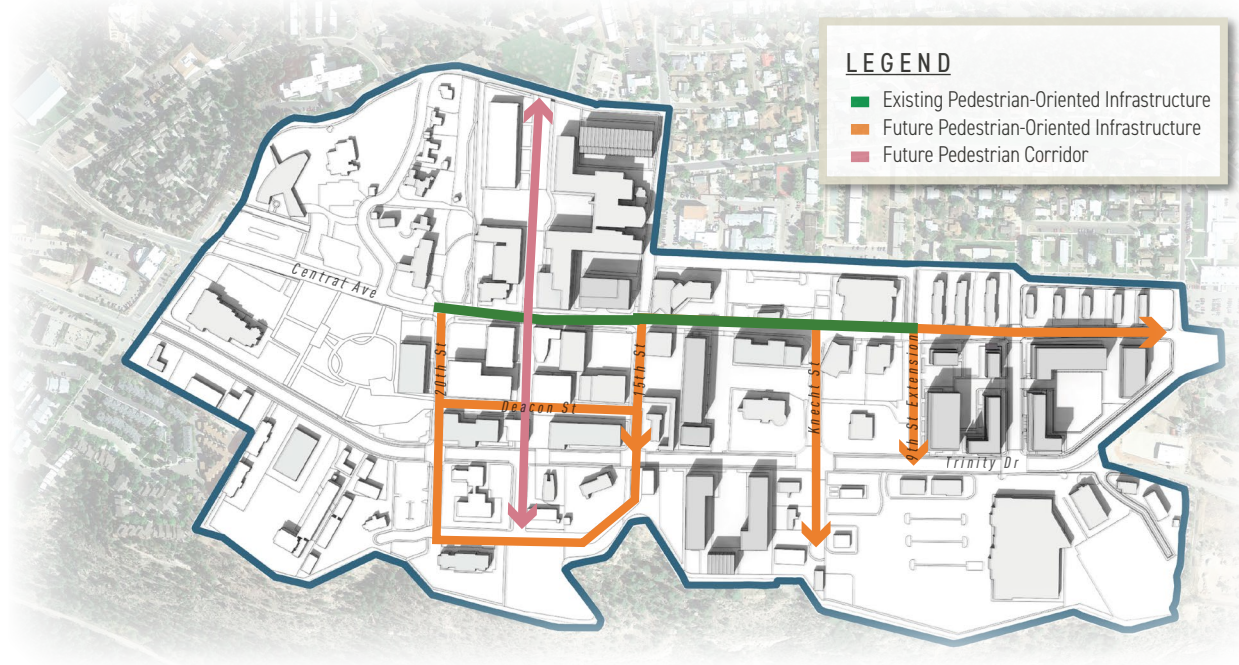 LEGEND
Existing Pedestrian-Oriented Infrastructure
Future Pedestrian-Oriented Infrastructure
Future Pedestrian Corridor
Central Ave
20th St
Deacon St
15th St
Knecht St
9th St Extension
Trinity Dr